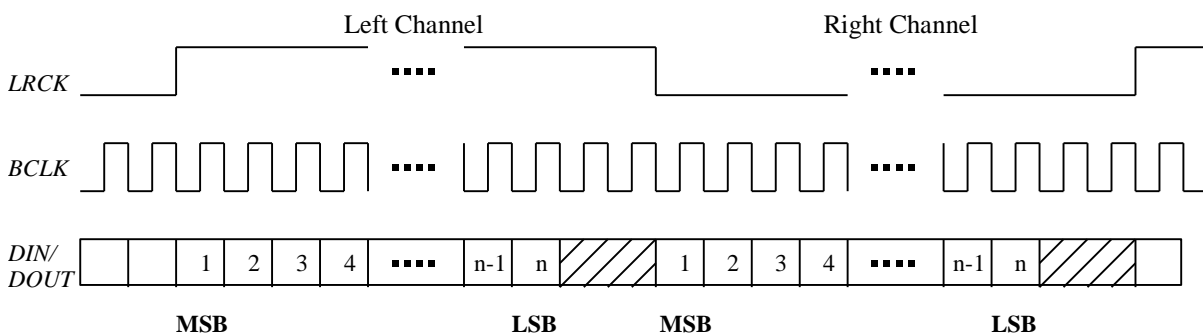 Left Channel Right Channel
LRCK
BCLK
DIN/ 1 2 3 4 n-1 n 1 2 3 4 n-1 n
DOUT
MSB LSB MSB LSB